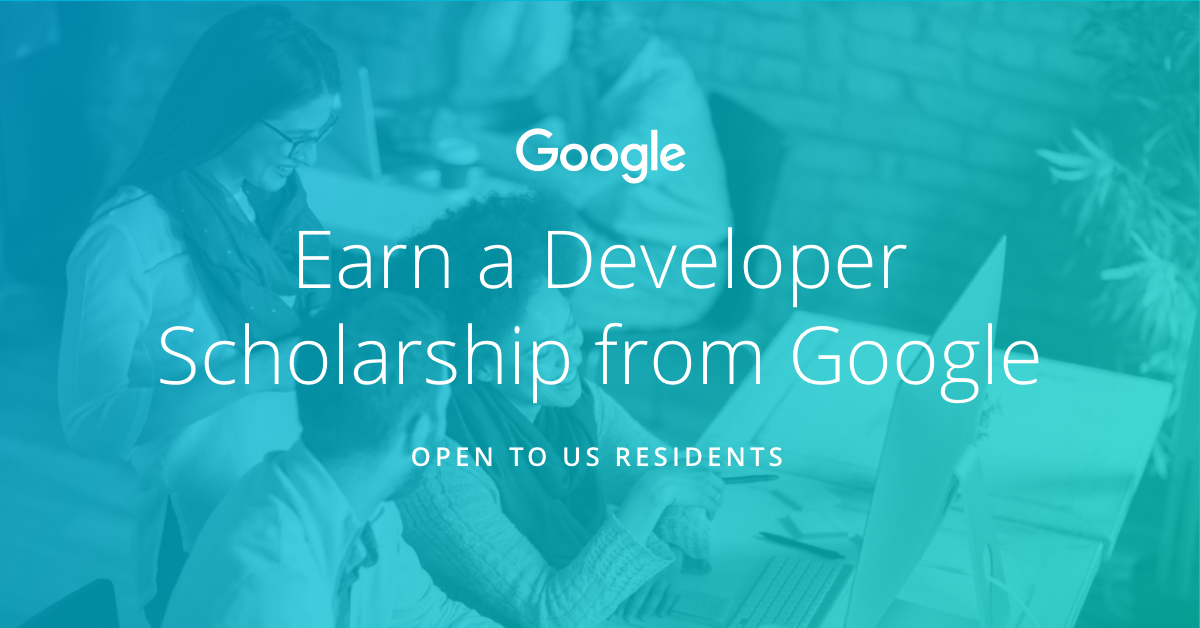 Google
Earn a Developer
Scholarship from Google
OPEN TO US RESIDENTS